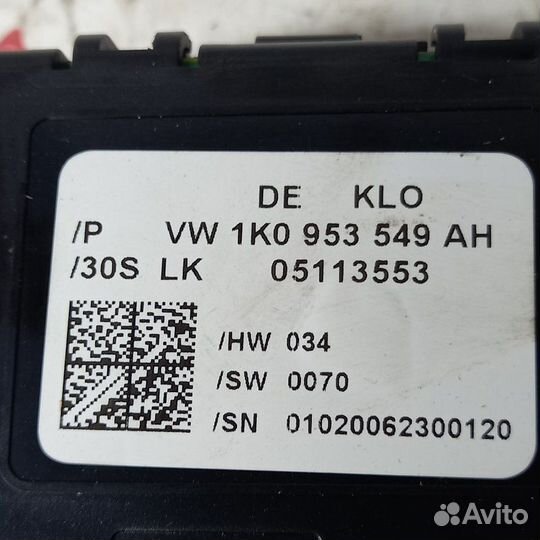 DE KLO
/P VW 1K0 953 549 AH
/30S LK 05113553
/HW 034
/SW 0070
/SN 01020062300120
Avito